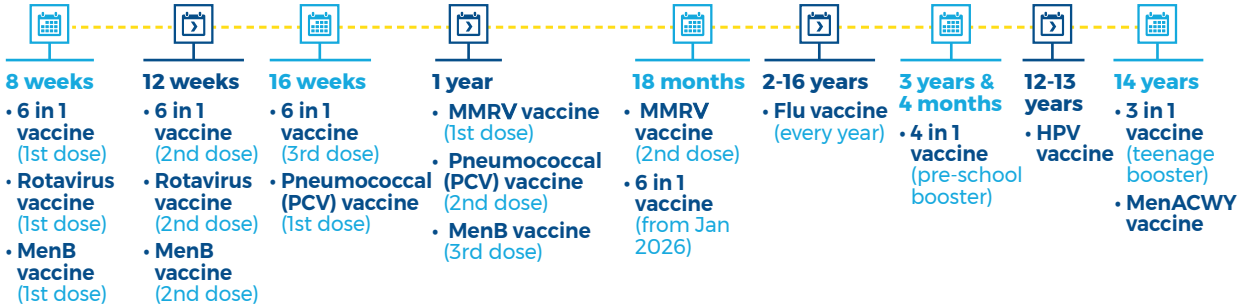 8 weeks
• 6 in 1
vaccine
(1st dose)
• Rotavirus
vaccine
(1st dose)
• MenB
vaccine
(1st dose)
12 weeks
• 6 in 1
vaccine
(2nd dose)
• Rotavirus
vaccine
(2nd dose)
• MenB
vaccine
(2nd dose)
16 weeks
• 6 in 1
vaccine
(3rd dose)
• Pneumococcal
(PCV) vaccine
(1st dose)
1 year
• MMRV vaccine
(1st dose)
• Pneumococcal
(PCV) vaccine
(2nd dose)
• MenB vaccine
(3rd dose)
18 months
• MMRV
vaccine
(2nd dose)
• 6 in 1
vaccine
(from Jan
2026)
2-16 years
• Flu vaccine
(every year)
3 years &
4 months
• 4 in 1
vaccine
(pre-school
booster)
12-13
years
• HPV
vaccine
14 years
• 3 in 1
vaccine
(teenage
booster)
• MenACWY
vaccine